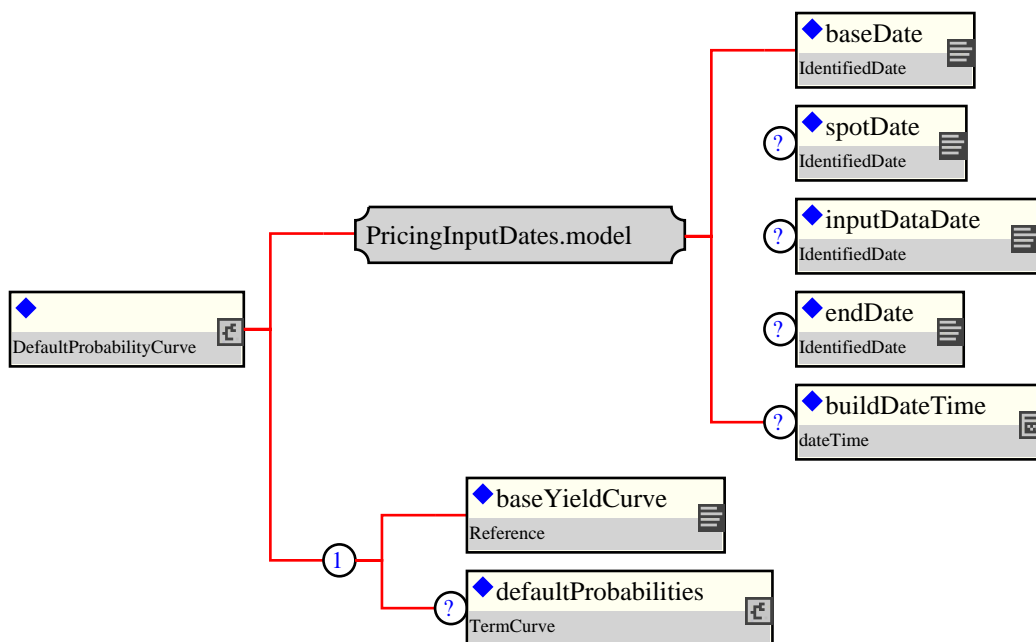 baseDate
IdentifiedDate
?
spotDate
IdentifiedDate
?
inputDataDate
IdentifiedDate
PricingInputDates.model
?
endDate
IdentifiedDate
DefaultProbabilityCurve
?
buildDateTime
dateTime
baseYieldCurve
Reference
1
?
defaultProbabilities
TermCurve